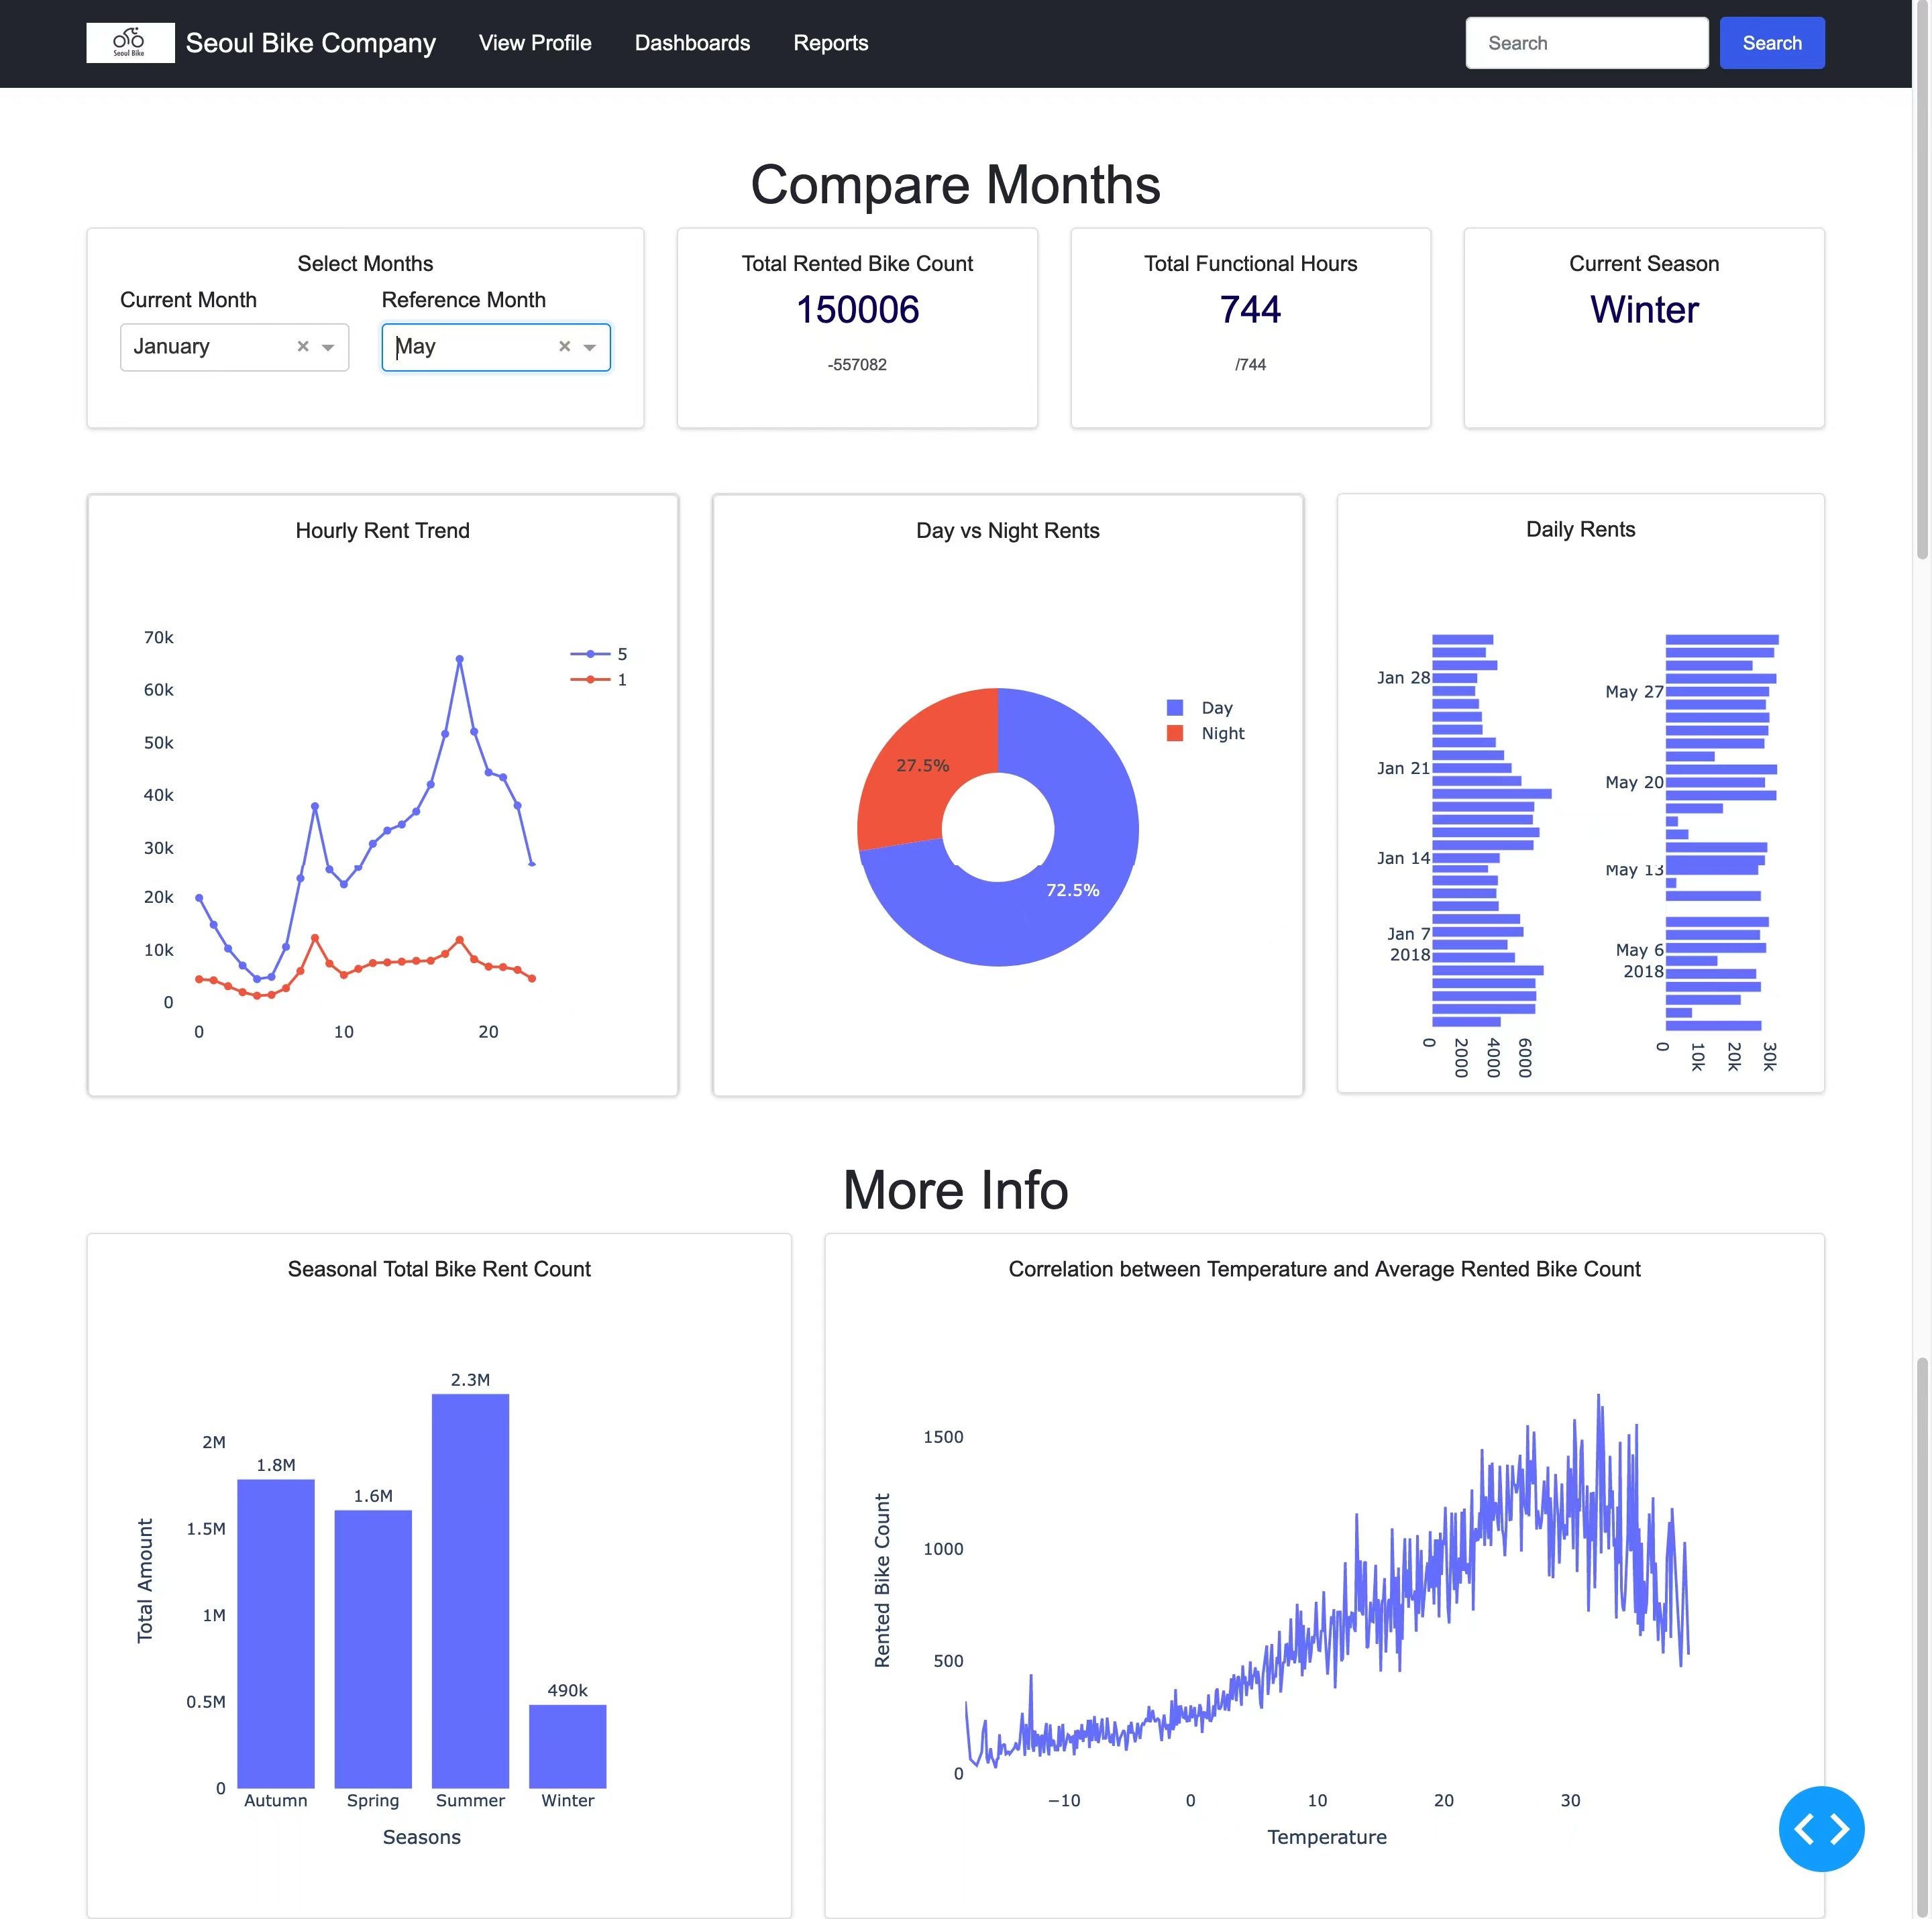 Seoul Bike
Seoul Bike Company
View Profile
Dashboards
Reports
Search
Search
Compare Months
Select Months
Current Month
Reference Month
January
May
Total Rented Bike Count
150006
-557082
Total Functional Hours
744
/744
Current Season
Winter
Hourly Rent Trend
70k
60k
50k
40k
30k
20k
10k
0
0
10
20
5
1
Day vs Night Rents
27.5%
72.5%
Day
Night
Daily Rents
Jan 28
Jan 21
Jan 14
Jan 7
2018
0
2000
4000
6000
May 27
May 20
May 13
May 6
2018
0
10k
20k
30k
More Info
Seasonal Total Bike Rent Count
Total Amount
2M
1.5M
1M
0.5M
0
1.8M
1.6M
2.3M
490k
Autumn
Spring
Summer
Winter
Seasons
Correlation between Temperature and Average Rented Bike Count
Rented Bike Count
1500
1000
500
0
−10
0
10
20
30
Temperature